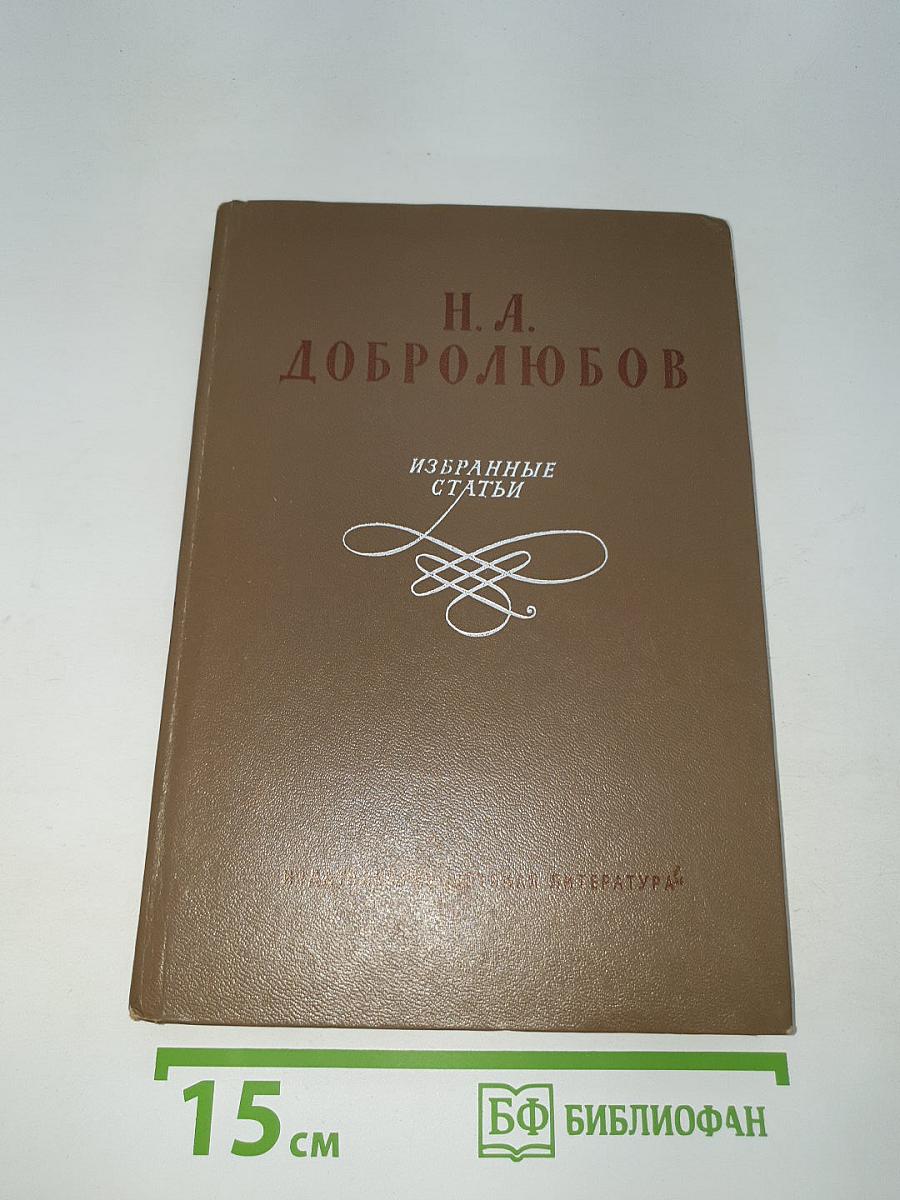 Н. А.
ДОБРОЛЮБОВ
ИЗБРАННЫЕ
СТАТЬИ
ЛИТЕРАТУРА"
15 см
БФ БИБЛИОФАН